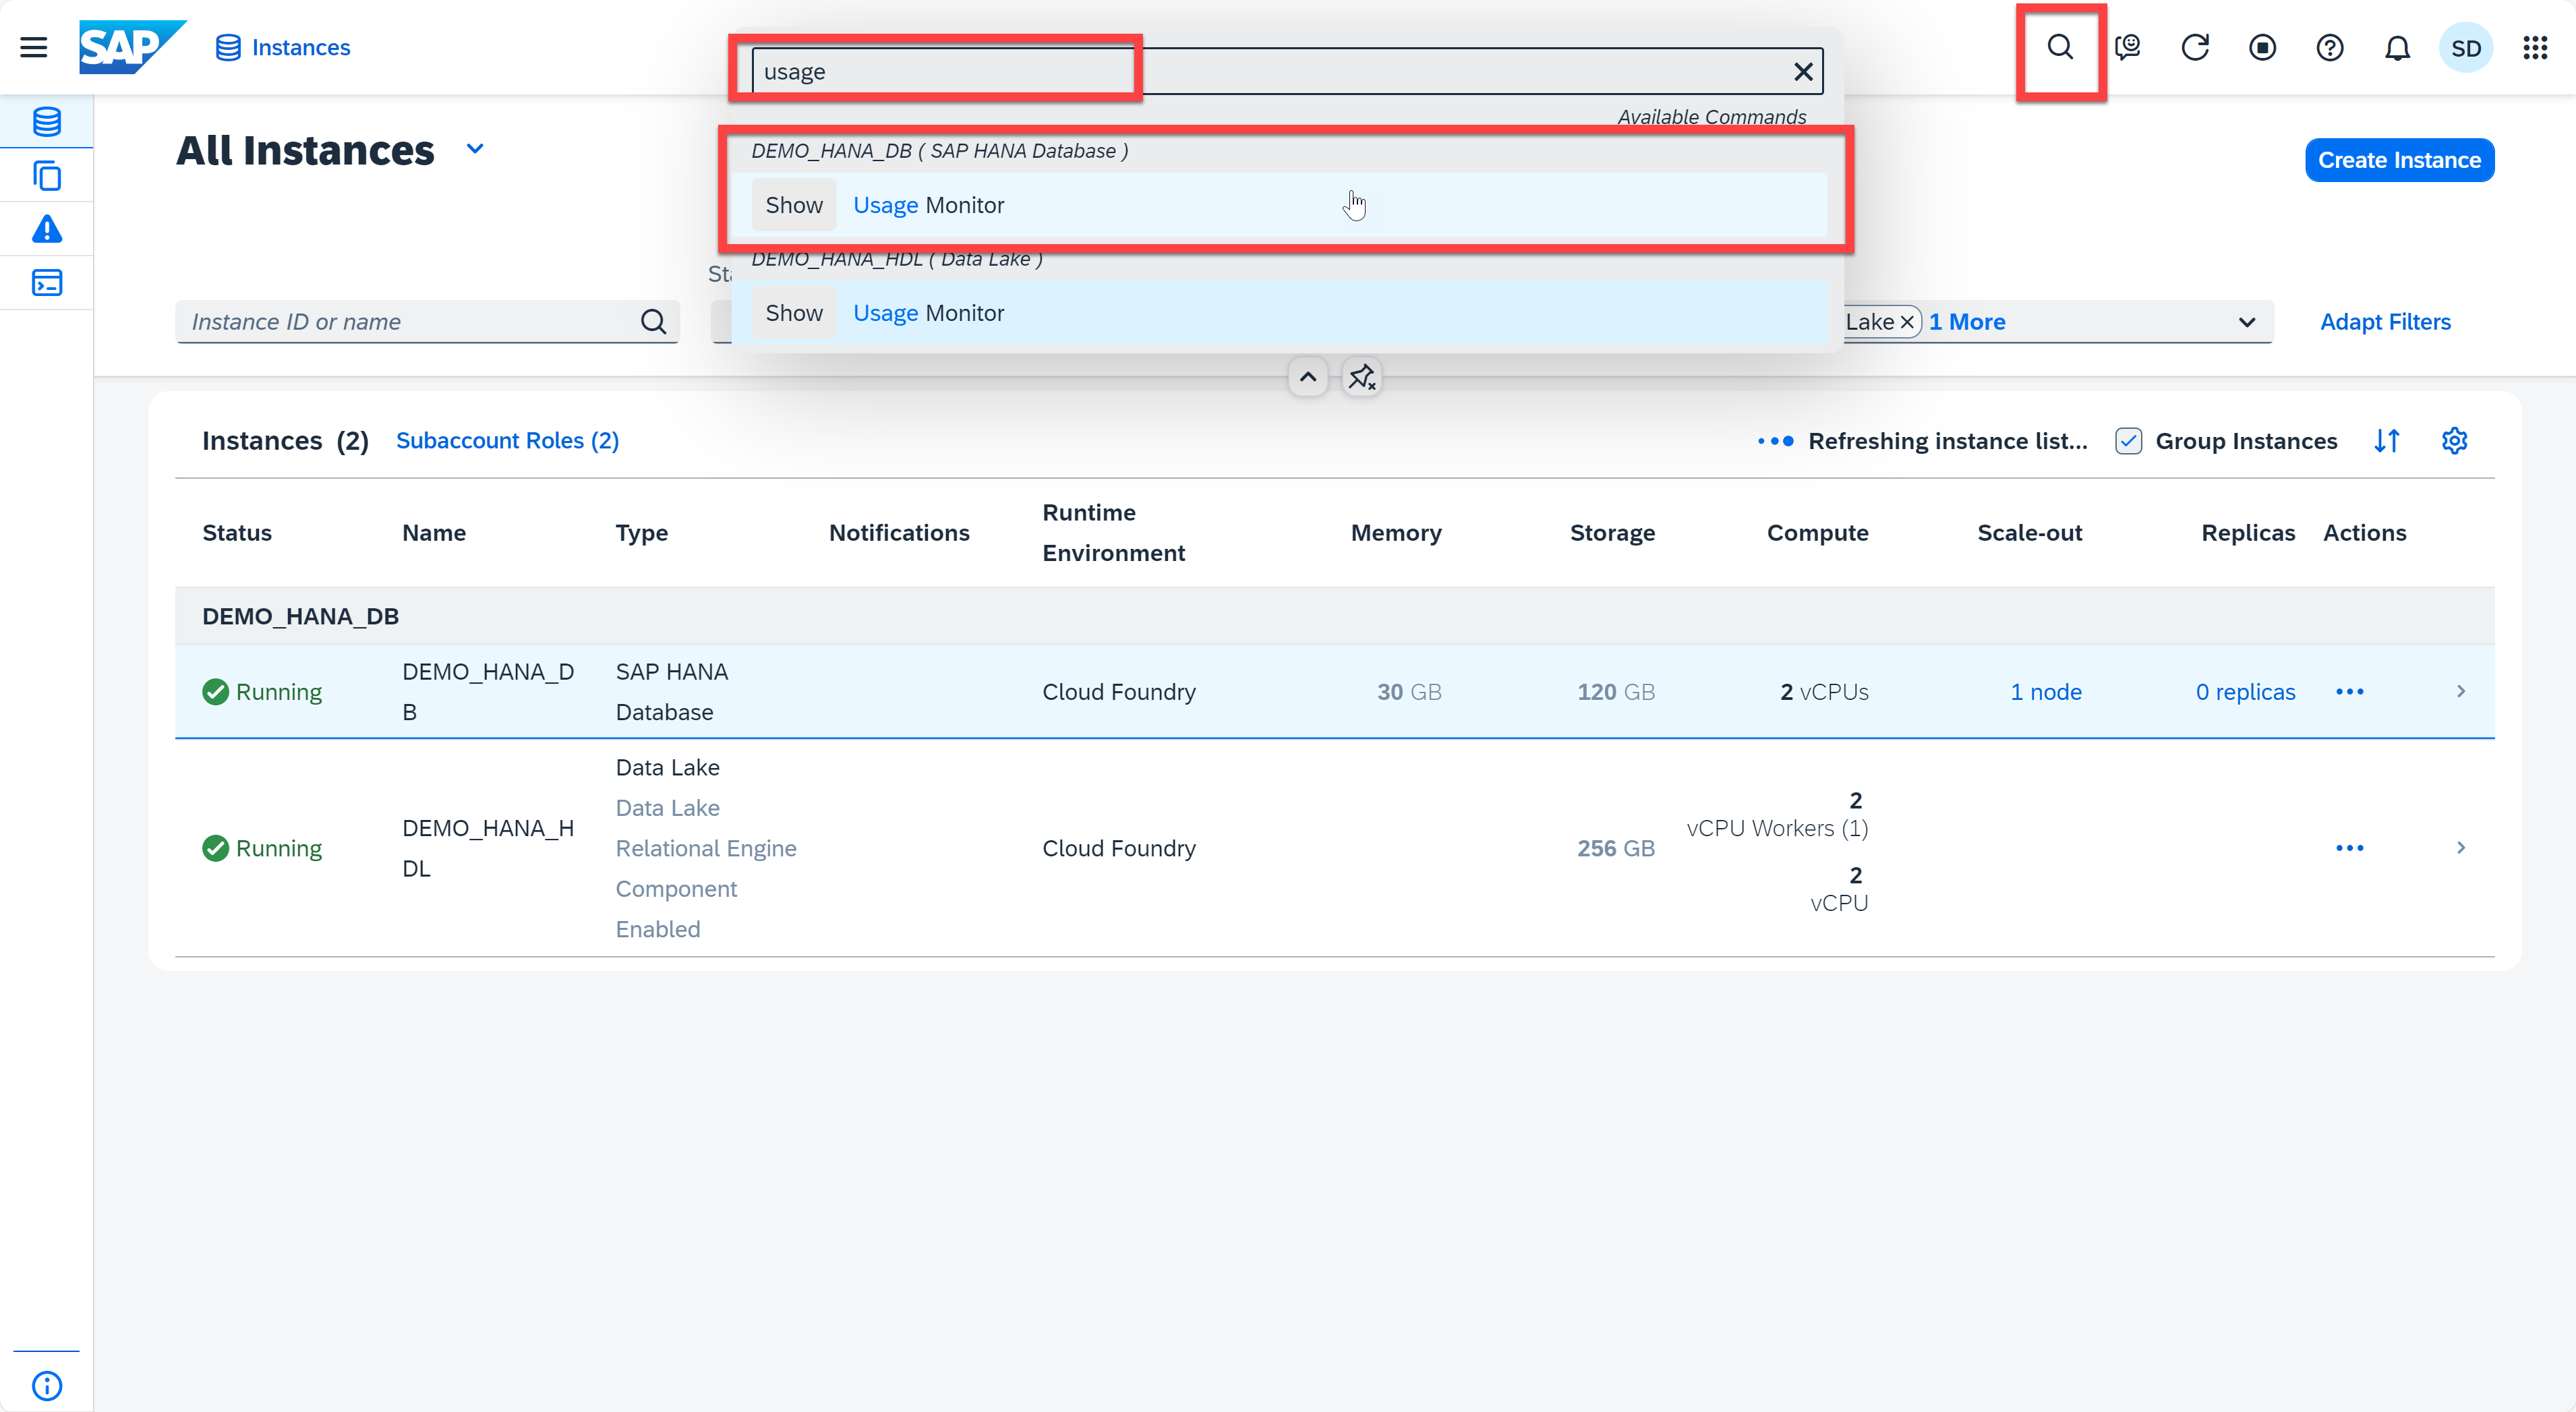 SAP
Instances
usage
SD
Available Commands
All Instances
DEMO_HANA_DB ( SAP HANA Database )
Create Instance
Show Usage Monitor
DEMO_HANA_HDL ( Data Lake )
Show Usage Monitor
Instance ID or name
Lake
1 More
Adapt Filters
Instances (2)
Subaccount Roles (2)
Refreshing instance list...
Group Instances
Status
Name
Type
Notifications
Runtime
Environment
Memory
Storage
Compute
Scale-out
Replicas
Actions
DEMO_HANA_DB
Running
DEMO_HANA_D
B
SAP HANA
Database
Cloud Foundry
30 GB
120 GB
2 vCPUs
1 node
0 replicas
Running
DEMO_HANA_H
DL
Data Lake
Data Lake
Relational Engine
Component
Enabled
Cloud Foundry
256 GB
2
vCPU Workers (1)
2
vCPU